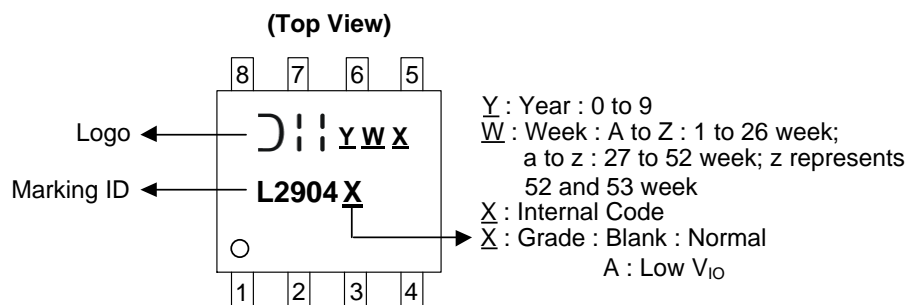 (Top View)
8 7 6 5
Logo
Y W X
Marking ID
L2904 X
1 2 3 4
Y : Year : 0 to 9
W : Week : A to Z : 1 to 26 week;
a to z : 27 to 52 week; z represents
52 and 53 week
X : Internal Code
X : Grade : Blank : Normal
A : Low VIO